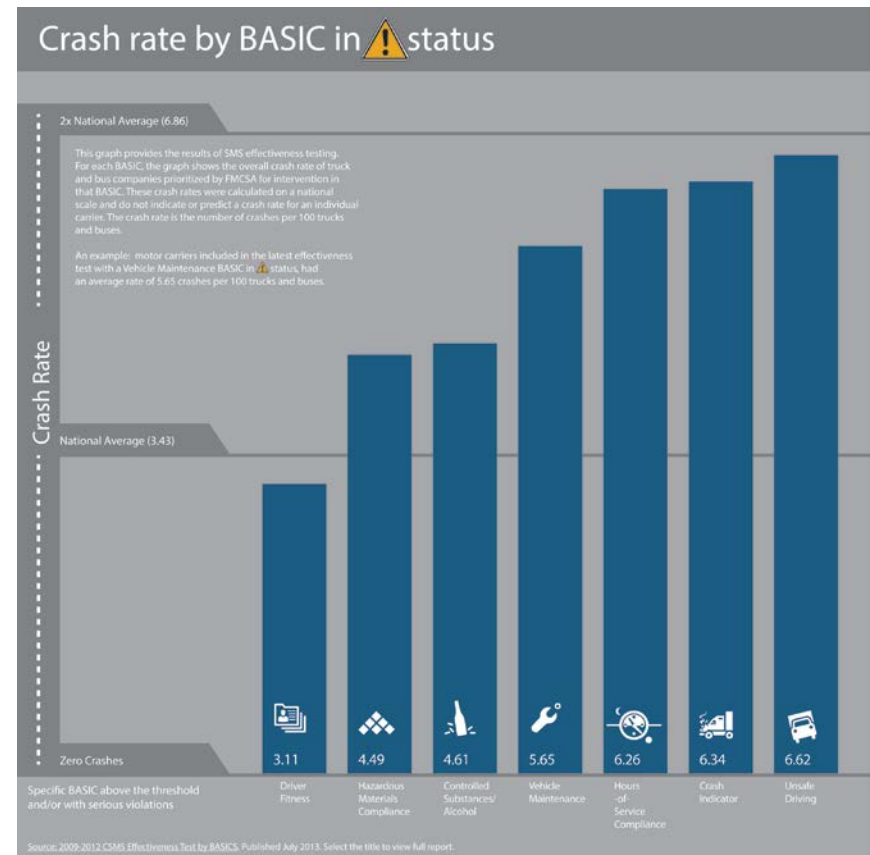 Crash rate by BASIC in status
2x National Average (6.86)
This graph provides the results of SMS effectiveness testing.
For each BASIC, the graph shows the overall crash rate of truck
and bus companies prioritized by FMCSA for intervention in
that BASIC. These crash rates were calculated on a national
scale and do not indicate or predict a crash rate for an individual
carrier. The crash rate is the number of crashes per 100 trucks
and buses.
An example: motor carriers included in the latest effectiveness
test with a Vehicle Maintenance BASIC in ! status, had
an average rate of 5.65 crashes per 100 trucks and buses.
Crash Rate
National Average (3.43)
Zero Crashes
3.11
4.49
4.61
5.65
6.26
6.34
6.62
Specific BASIC above the threshold
and/or with serious violations
Driver
Fitness
Hazardous
Materials
Compliance
Controlled
Substances/
Alcohol
Vehicle
Maintenance
Hours
-of-
Service
Compliance
Crash
Indicator
Unsafe
Driving
Source: 2009-2012 CSMS Effectiveness Test by BASICS. Published July 2013. Select the title to view full report.